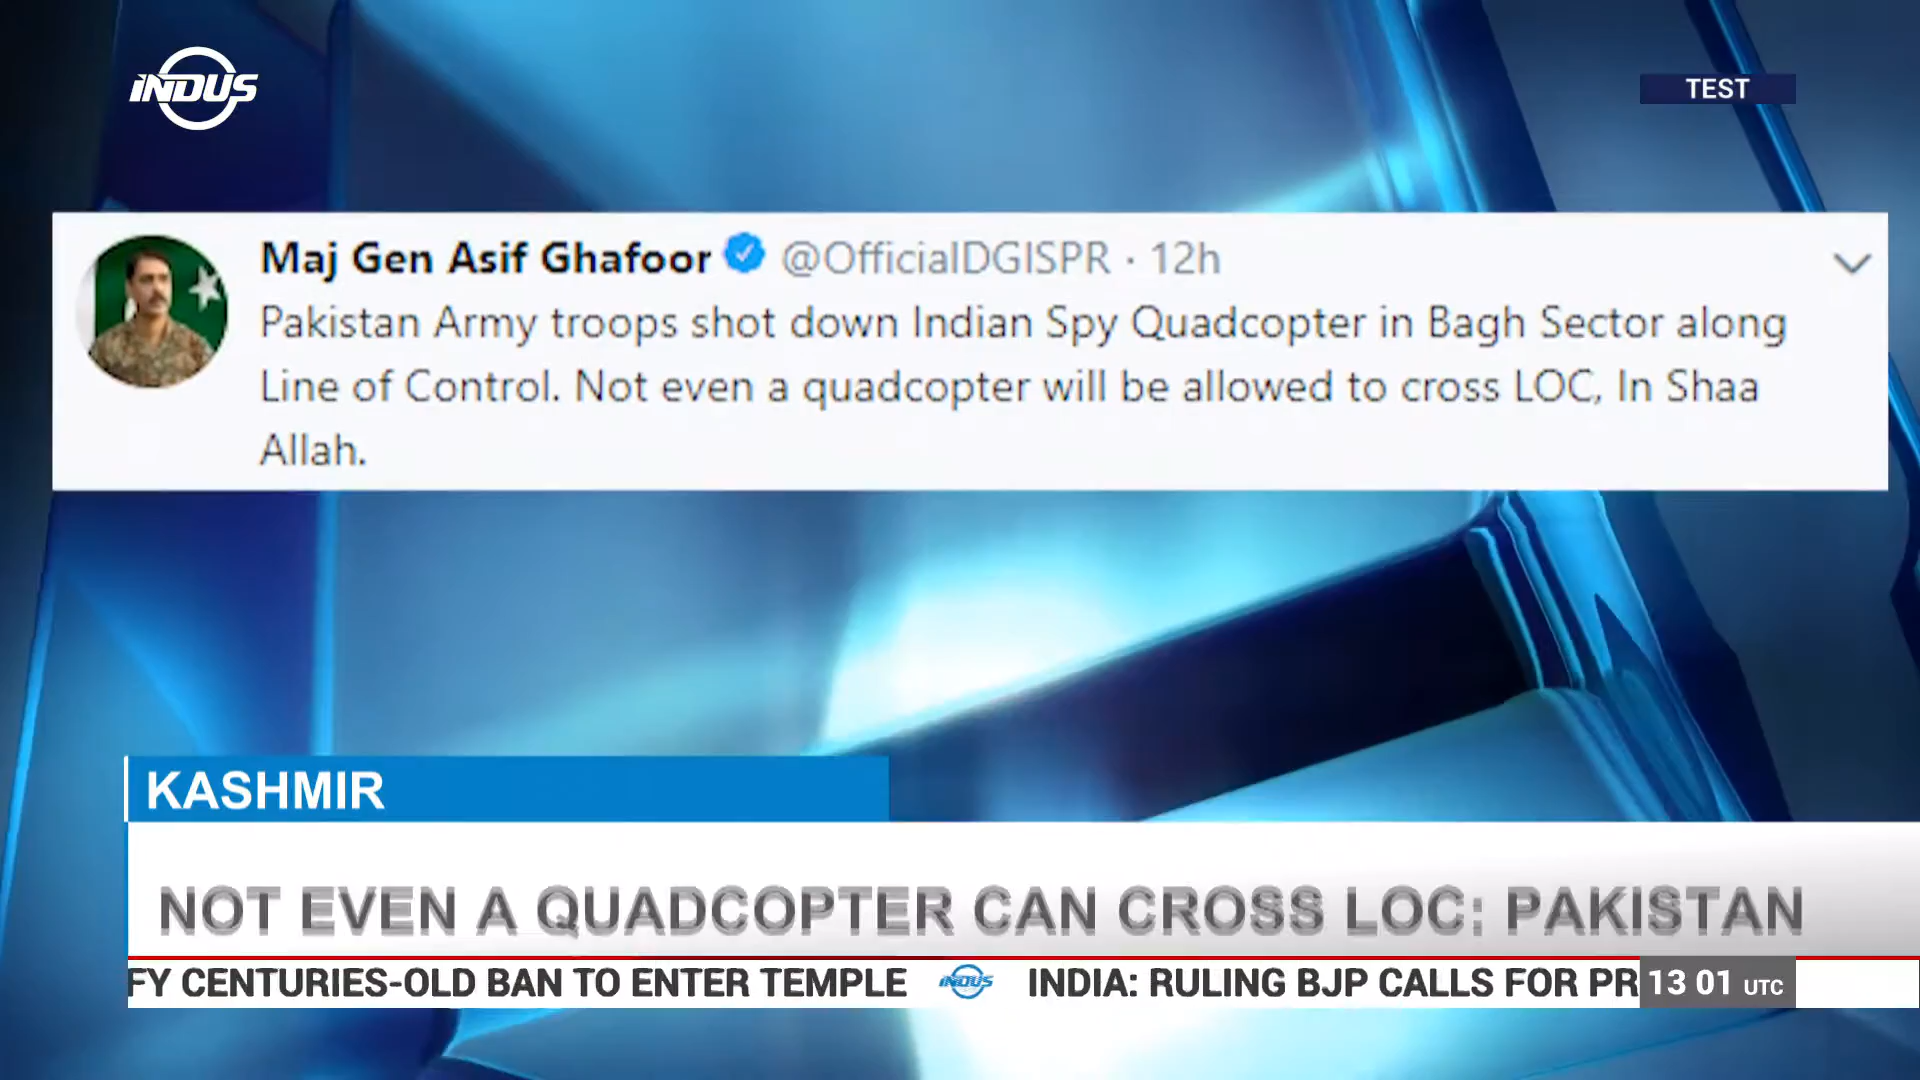 INDUS
TEST
Maj Gen Asif Ghafoor @OfficialDGISPR · 12h
Pakistan Army troops shot down Indian Spy Quadcopter in Bagh Sector along
Line of Control. Not even a quadcopter will be allowed to cross LOC, In Shaa
Allah.
KASHMIR
NOT EVEN A QUADCOPTER CAN CROSS LOC: PAKISTAN
FY CENTURIES-OLD BAN TO ENTER TEMPLE INDUS INDIA: RULING BJP CALLS FOR PR 13 01 UTC